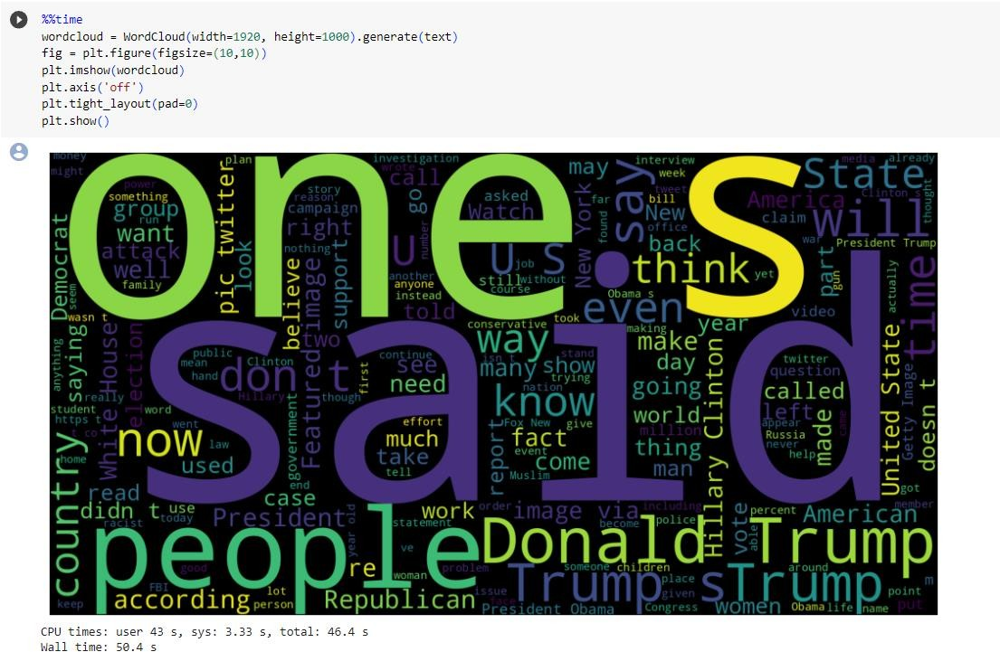 %%time
wordcloud = WordCloud(width=1920, height=1000).generate(text)
fig = plt.figure(figsize=(10,10))
plt.imshow(wordcloud)
plt.axis('off')
plt.tight_layout(pad=0)
plt.show()
one
s
said
people
Donald Trump
Trump
Trump s
money
might
plan
investigation
wrote
call
go
may
interview
week
tweet
bill
State
media
already
Clinton s
thought
power
something
group
run
want
attack
well
family
pic twitter
look
story
reason
campaign
right
nothing
U
number
asked
Watch
U s
job
still
without
course
New York
far
found
say
New
office
back
America
claim
will
war
President Trump
Democrat
seem
believe
image
support
another
anyone
instead
told
think
yet
part
gun
actually
time
Obama s
even
video
wasn t
anything
saying
White House
election
public
mean
hand
Clinton
don t
Hillary
two
Featured image
though
first
continue
see
need
conservative
took
way
isn t
many
show
stand
trying
nation
know
making
make
year
day
going
world
million
thing
man
Hillary Clinton
twitter
question
called
left
appear
Russia
never
help
made
came
United State
Getty Image
doesn t
really
student
https t
t co
home
country
word
went
now
law
used
government
end
effort
much
take
tell
report
Fox New
give
fact
event
come
Muslim
read
didn t
use
racist
today
case
President
year old
work
statement
order
image via
including
become
police
vote
able
percent
American
got
member
ve
re
woman
good
problem
someone
children
place
given
around
point
m
put
keep
FBI
according
lot
person
Republican
issue
face
President Obama
Congress
women
Obama
life
name
CPU times: user 43 s, sys: 3.33 s, total: 46.4 s
Wall time: 50.4 s